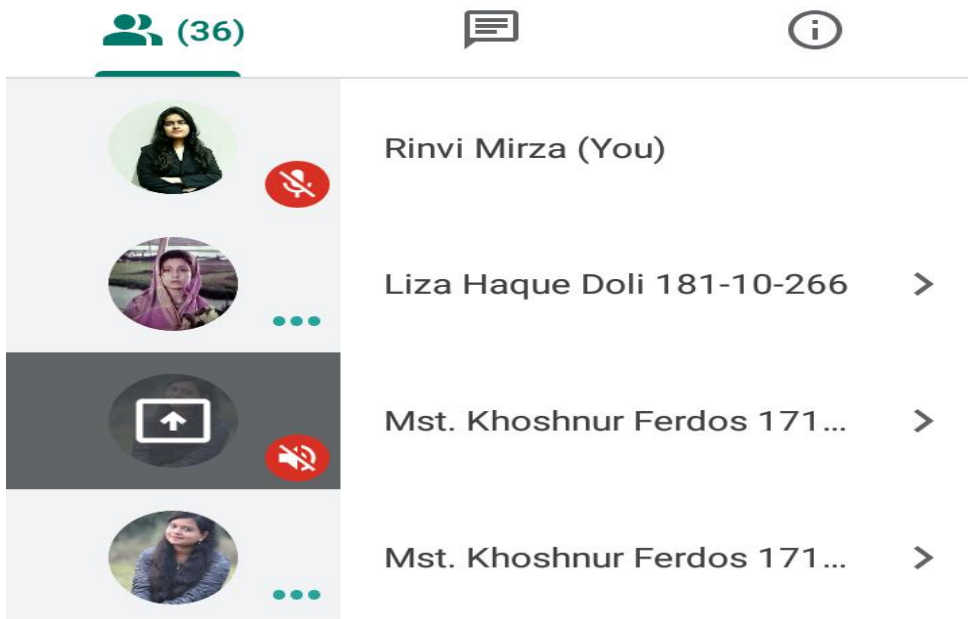 (36)
Rinvi Mirza (You)
Liza Haque Doli 181-10-266
Mst. Khoshnur Ferdos 171...
Mst. Khoshnur Ferdos 171...